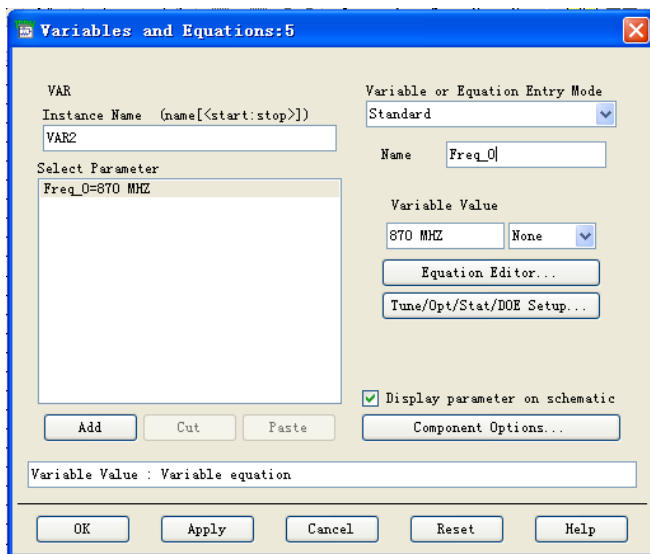 Variables and Equations:5
VAR
Instance Name (name[<start:stop>])
VAR2
Select Parameter
Freq_0=870 MHZ
Add
Cut
Paste
Variable or Equation Entry Mode
Standard
Name
Freq_0
Variable Value
870 MHZ
None
Equation Editor...
Tune/Opt/Stat/DOE Setup...
Display parameter on schematic
Component Options...
Variable Value : Variable equation
OK
Apply
Cancel
Reset
Help